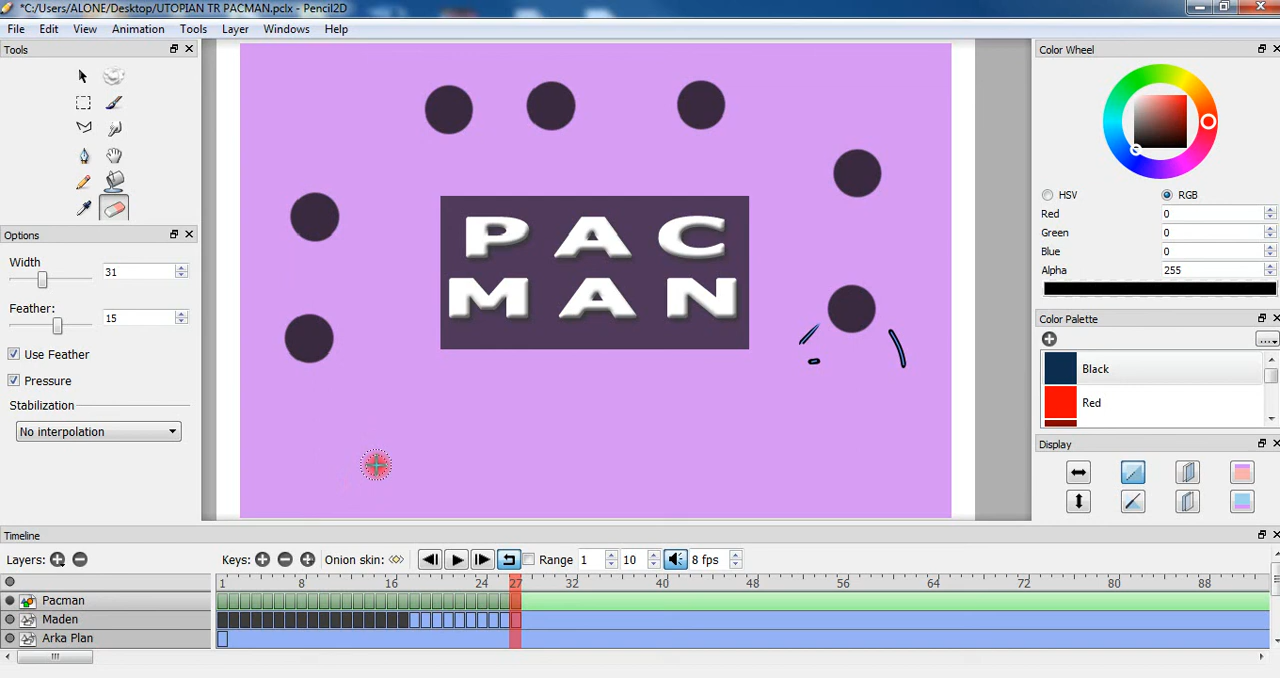 *C:/Users/ALONE/Desktop/UTOPIAN TR PACMAN.pclx - Pencil2D
File Edit View Animation Tools Layer Windows Help
Tools
Color Wheel
PAC
MAN
HSV RGB
Red 0
Green 0
Blue 0
Alpha 255
Options
Width
31
Feather:
15
Use Feather
Pressure
Stabilization
No interpolation
Color Palette
...
Black
Red
Display
Timeline
Layers: Keys: Onion skin: Range 1 10 8 fps
1 8 16 24 27 32 40 48 56 64 72 80 88
Pacman
Maden
Arka Plan